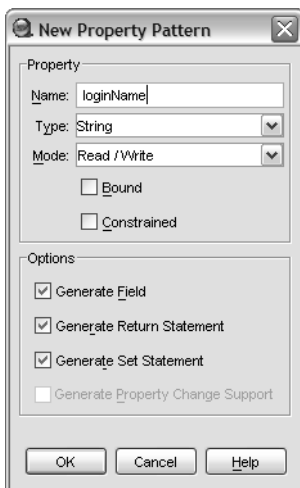 New Property Pattern
Property
Name: loginName
Type: String
Mode: Read / Write
Bound
Constrained
Options
Generate Field
Generate Return Statement
Generate Set Statement
Generate Property Change Support
OK Cancel Help